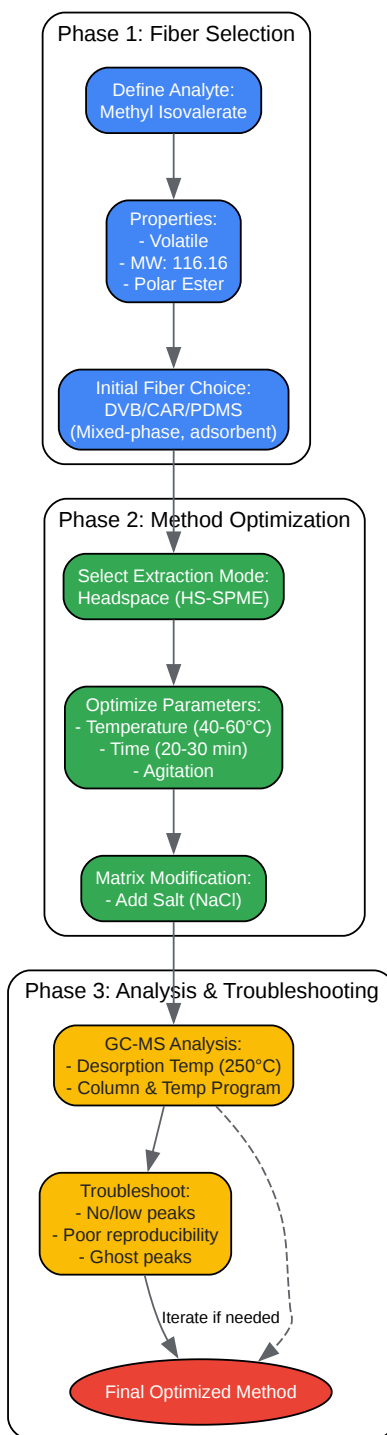 Phase 1: Fiber Selection
Define Analyte:
Methyl Isovalerate
Properties:
- Volatile
- MW: 116.16
- Polar Ester
Initial Fiber Choice:
DVB/CAR/PDMS
(Mixed-phase, adsorbent)
Phase 2: Method Optimization
Select Extraction Mode:
Headspace (HS-SPME)
Optimize Parameters:
- Temperature (40-60°C)
- Time (20-30 min)
- Agitation
Matrix Modification:
- Add Salt (NaCl)
Phase 3: Analysis & Troubleshooting
GC-MS Analysis:
- Desorption Temp (250°C)
- Column & Temp Program
Troubleshoot:
- No/low peaks
- Poor reproducibility
- Ghost peaks
Iterate if needed
Final Optimized Method